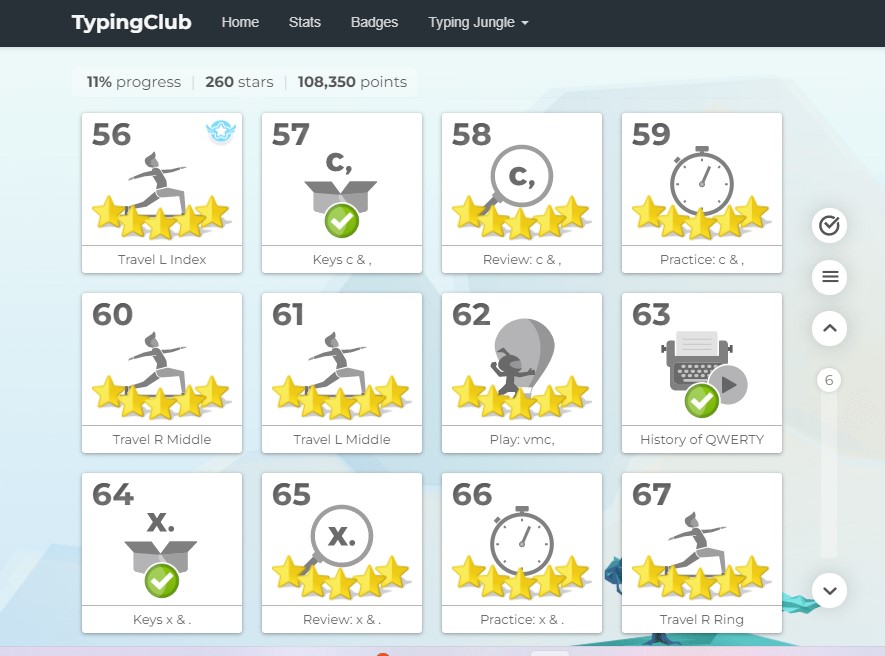 TypingClub Home Stats Badges Typing Jungle
11% progress | 260 stars | 108,350 points
56 57 58 59
c, c,
Travel L Index Keys c & , Review: c & , Practice: c & ,
60 61 62 63
6
Travel R Middle Travel L Middle Play: vmc, History of QWERTY
64 65 66 67
x. x.
Keys x & . Review: x & . Practice: x & . Travel R Ring